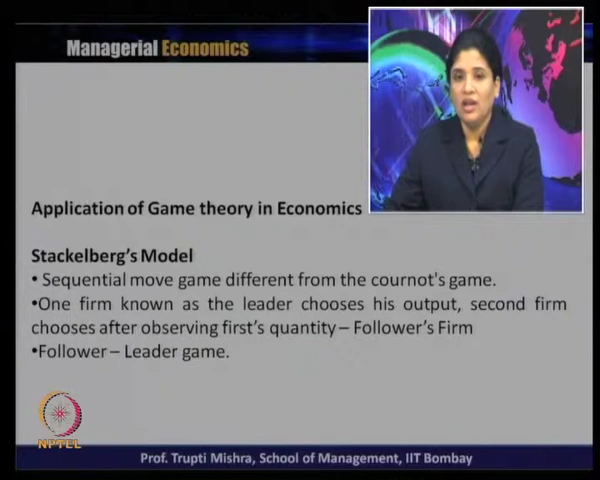 Managerial Economics
Application of Game theory in Economics
Stackelberg's Model
• Sequential move game different from the cournot's game.
•One firm known as the leader chooses his output, second firm
chooses after observing first's quantity – Follower's Firm
•Follower – Leader game.
NPTEL
Prof. Trupti Mishra, School of Management, IIT Bombay